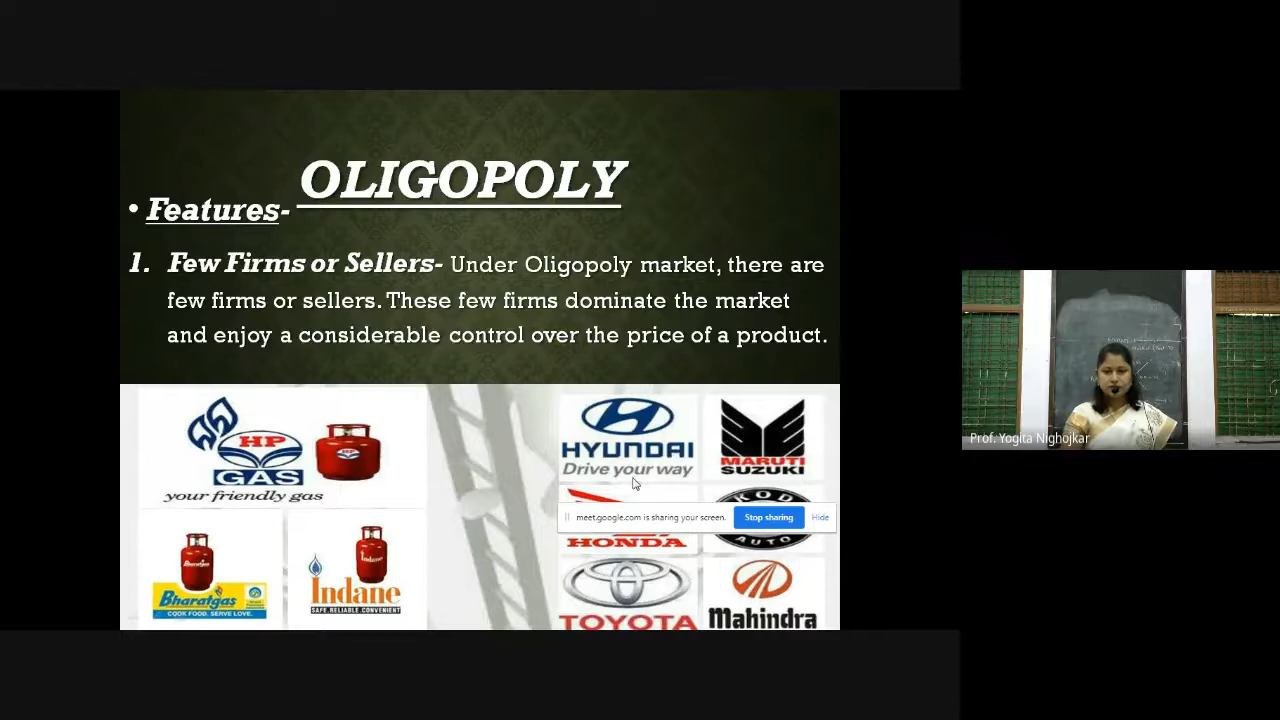 OLIGOPOLY
• Features-
1. Few Firms or Sellers- Under Oligopoly market, there are
few firms or sellers. These few firms dominate the market
and enjoy a considerable control over the price of a product.
HP
GAS
your friendly gas
Bharatgas
COOK FOOD. SERVE LOVE.
Indane
SAFE. RELIABLE. CONVENIENT
HYUNDAI
Drive your way
MARUTI
SUZUKI
meet.google.com is sharing your screen.
Stop sharing
Hide
HONDA
AUTO
TOYOTA
Mahindra
Prof. Yogita Nighojkar